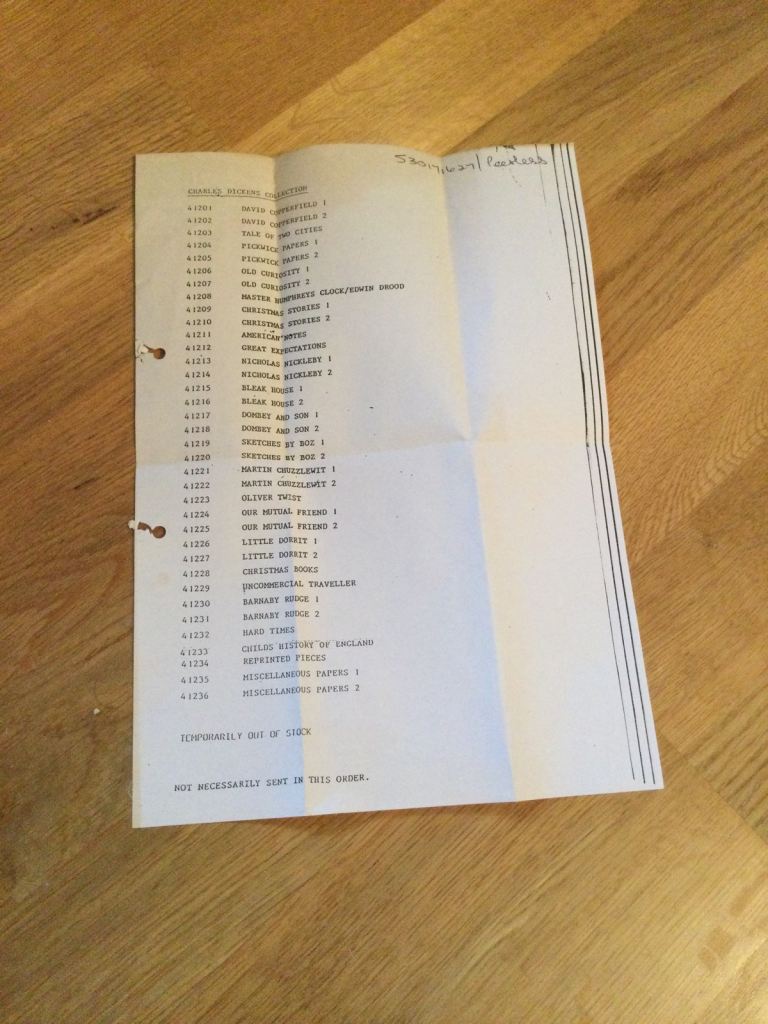 53017,627/Peerless
CHARLES DICKENS COLLECTION
41201 DAVID COPPERFIELD 1
41202 DAVID COPPERFIELD 2
41203 TALE OF TWO CITIES
41204 PICKWICK PAPERS 1
41205 PICKWICK PAPERS 2
41206 OLD CURIOSITY 1
41207 OLD CURIOSITY 2
41208 MASTER HUMPHREYS CLOCK/EDWIN DROOD
41209 CHRISTMAS STORIES 1
41210 CHRISTMAS STORIES 2
41211 AMERICAN NOTES
41212 GREAT EXPECTATIONS
41213 NICHOLAS NICKLEBY 1
41214 NICHOLAS NICKLEBY 2
41215 BLEAK HOUSE 1
41216 BLEAK HOUSE 2
41217 DOMBEY AND SON 1
41218 DOMBEY AND SON 2
41219 SKETCHES BY BOZ 1
41220 SKETCHES BY BOZ 2
41221 MARTIN CHUZZLEWIT 1
41222 MARTIN CHUZZLEWIT 2
41223 OLIVER TWIST
41224 OUR MUTUAL FRIEND 1
41225 OUR MUTUAL FRIEND 2
41226 LITTLE DORRIT 1
41227 LITTLE DORRIT 2
41228 CHRISTMAS BOOKS
41229 UNCOMMERCIAL TRAVELLER
41230 BARNABY RUDGE 1
41231 BARNABY RUDGE 2
41232 HARD TIMES
41233 CHILDS HISTORY OF ENGLAND
41234 REPRINTED PIECES
41235 MISCELLANEOUS PAPERS 1
41236 MISCELLANEOUS PAPERS 2
TEMPORARILY OUT OF STOCK
NOT NECESSARILY SENT IN THIS ORDER.